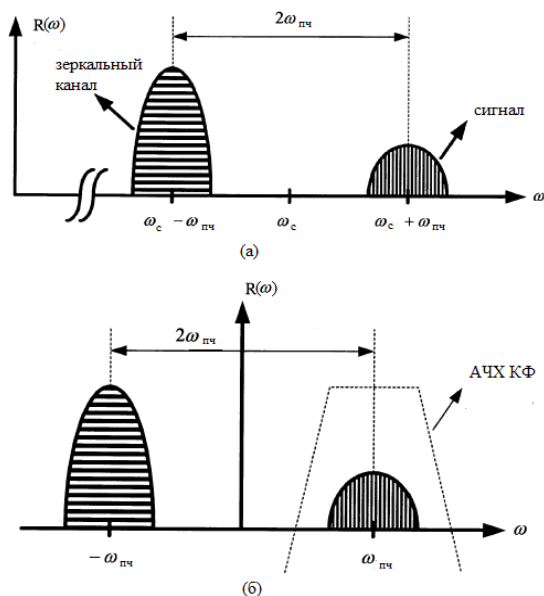 R(ω)
2ω пч
зеркальный
канал
сигнал
ω с − ω пч
ω с
ω с + ω пч
ω
(а)
R(ω)
2ω пч
АЧХ КФ
− ω пч
ω пч
ω
(б)